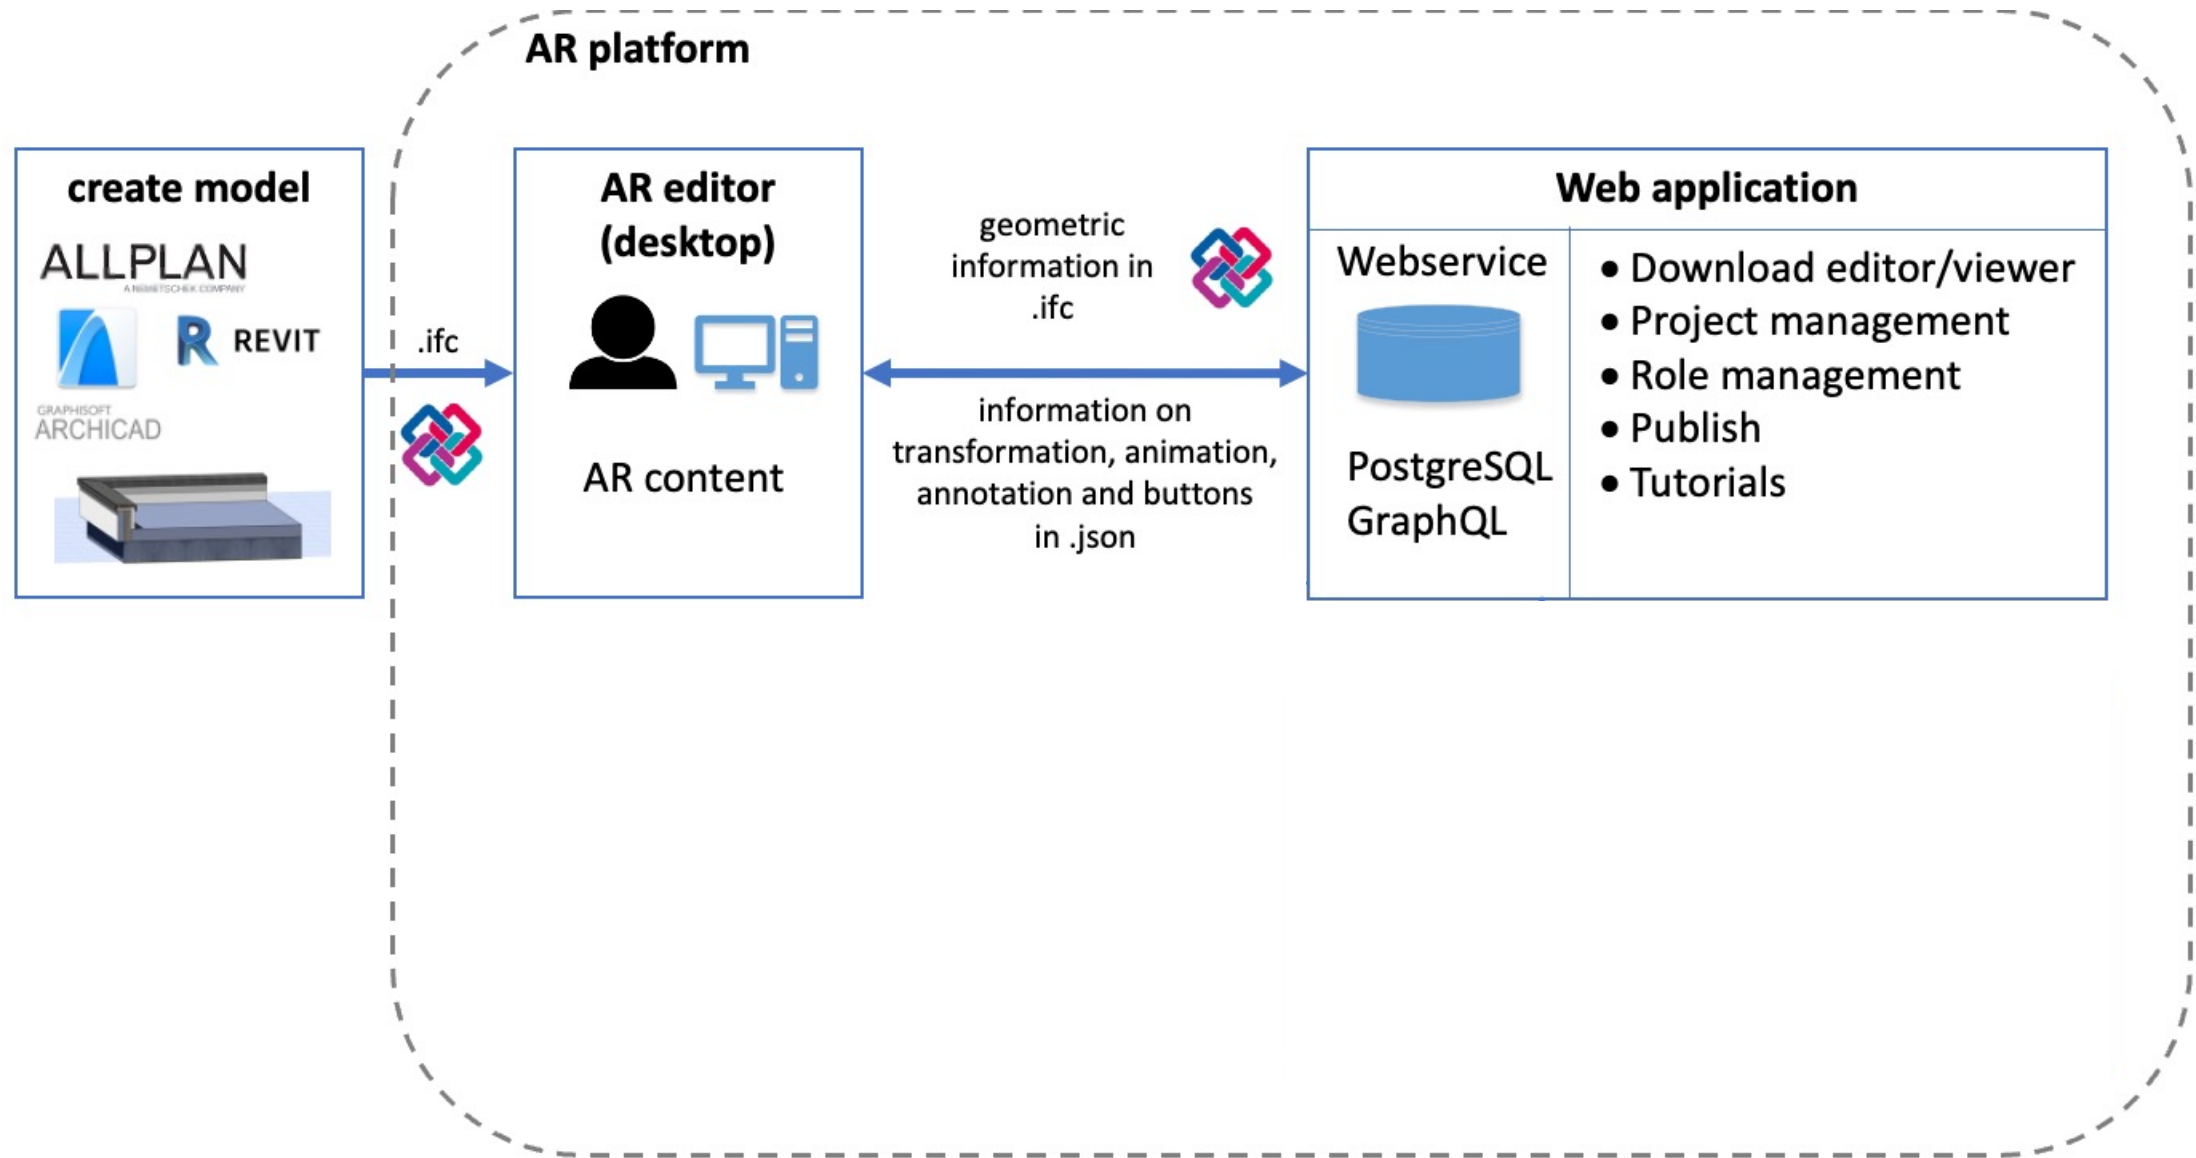 AR platform
create model
ALLPLAN
A NEMETSCHEK COMPANY
R REVIT
GRAPHISOFT
ARCHICAD
.ifc
AR editor
(desktop)
AR content
geometric
information in
.ifc
information on
transformation, animation,
annotation and buttons
in .json
Web application
Webservice
PostgreSQL
GraphQL
• Download editor/viewer
• Project management
• Role management
• Publish
• Tutorials